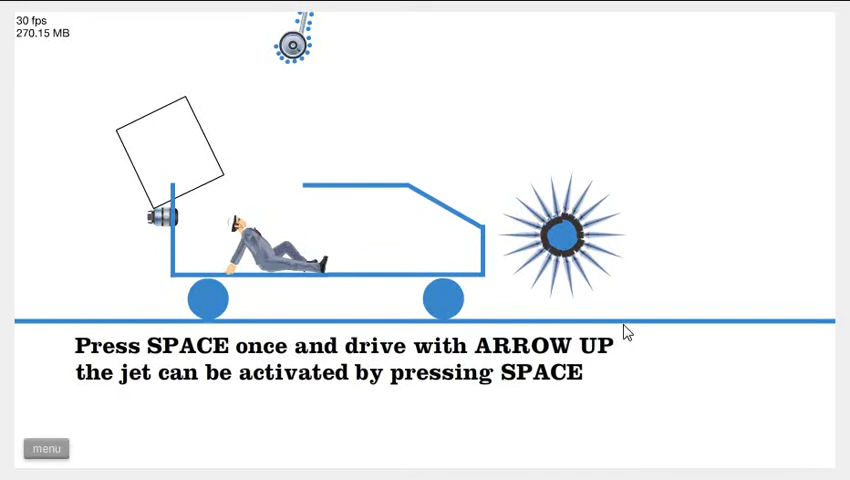 30 fps
270.15 MB
Press SPACE once and drive with ARROW UP
the jet can be activated by pressing SPACE
menu